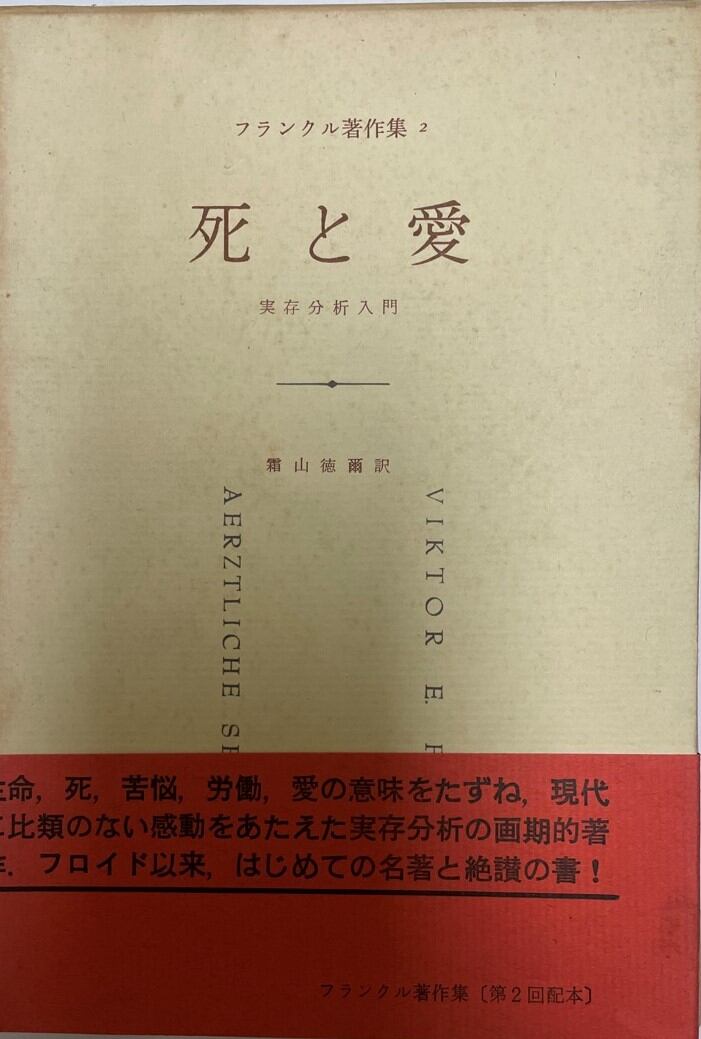 フランクル著作集 2
死と愛
実存分析入門
霜山徳爾訳
VIKTOR E. F
AERZTLICHE SE
生命, 死, 苦悩, 労働, 愛の意味をたずね, 現代
に比類のない感動をあたえた実存分析の画期的著
作. フロイド以来, はじめての名著と絶讃の書!
フランクル著作集〔第2回配本〕